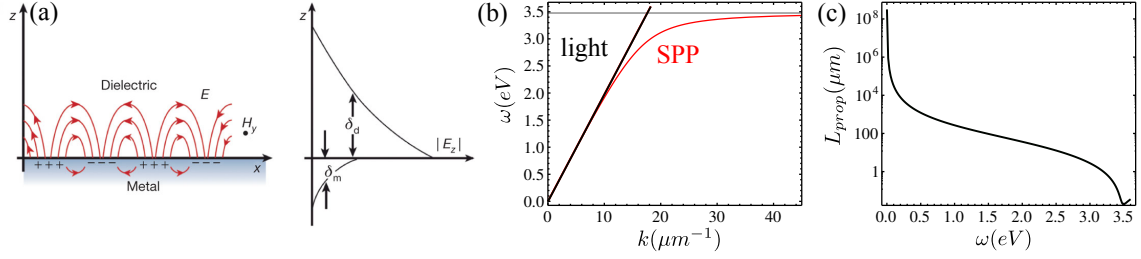 (a)
z
Dielectric
E
H_y
+ + + − − − + + + − − −
x
Metal
z
δ_d
|E_z|
δ_m
(b)
ω(eV)
3.5
3.0
2.5
2.0
1.5
1.0
0.5
0.0
light
SPP
0 10 20 30 40
k(μm⁻¹)
(c)
L_prop(μm)
10⁸
10⁶
10⁴
100
1
0.0 0.5 1.0 1.5 2.0 2.5 3.0 3.5
ω(eV)